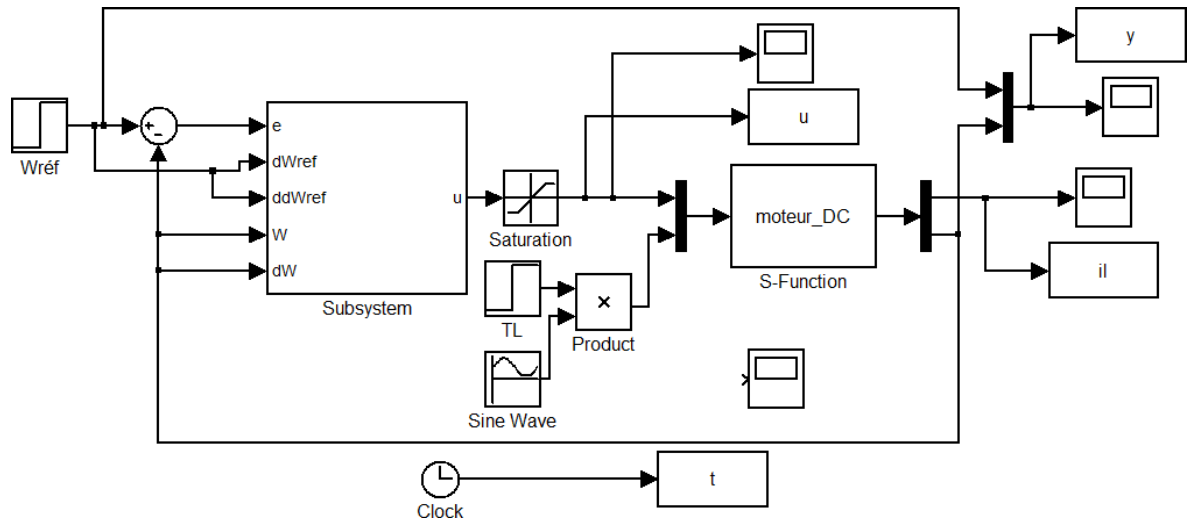 y
u
Wréf
+
-
e
dWref
ddWref
W
dW
u
Subsystem
Saturation
moteur_DC
S-Function
il
TL
×
Product
Sine Wave
t
Clock